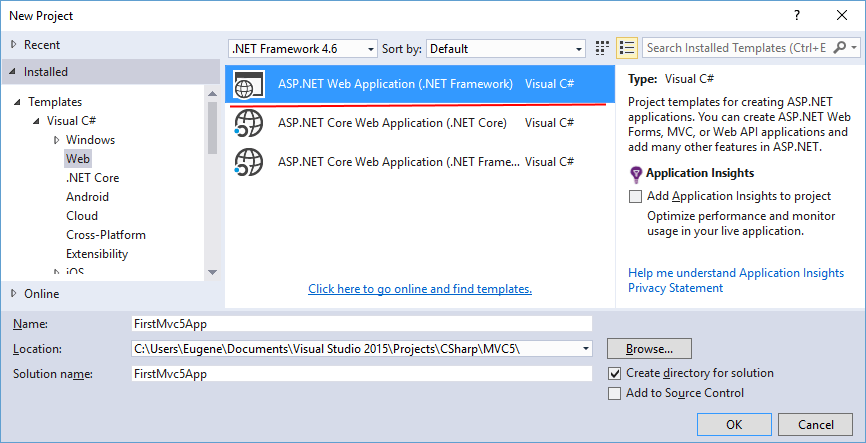 New Project
Recent
Installed
Templates
Visual C#
Windows
Web
.NET Core
Android
Cloud
Cross-Platform
Extensibility
iOS
Online
.NET Framework 4.6
Sort by:
Default
Search Installed Templates (Ctrl+E
ASP.NET Web Application (.NET Framework) Visual C#
ASP.NET Core Web Application (.NET Core) Visual C#
ASP.NET Core Web Application (.NET Frame... Visual C#
Click here to go online and find templates.
Type: Visual C#
Project templates for creating ASP.NET
applications. You can create ASP.NET Web
Forms, MVC, or Web API applications and
add many other features in ASP.NET.
Application Insights
Add Application Insights to project
Optimize performance and monitor
usage in your live application.
Help me understand Application Insights
Privacy Statement
Name: FirstMvc5App
Location: C:\Users\Eugene\Documents\Visual Studio 2015\Projects\CSharp\MVC5\
Browse...
Solution name: FirstMvc5App
Create directory for solution
Add to Source Control
OK
Cancel